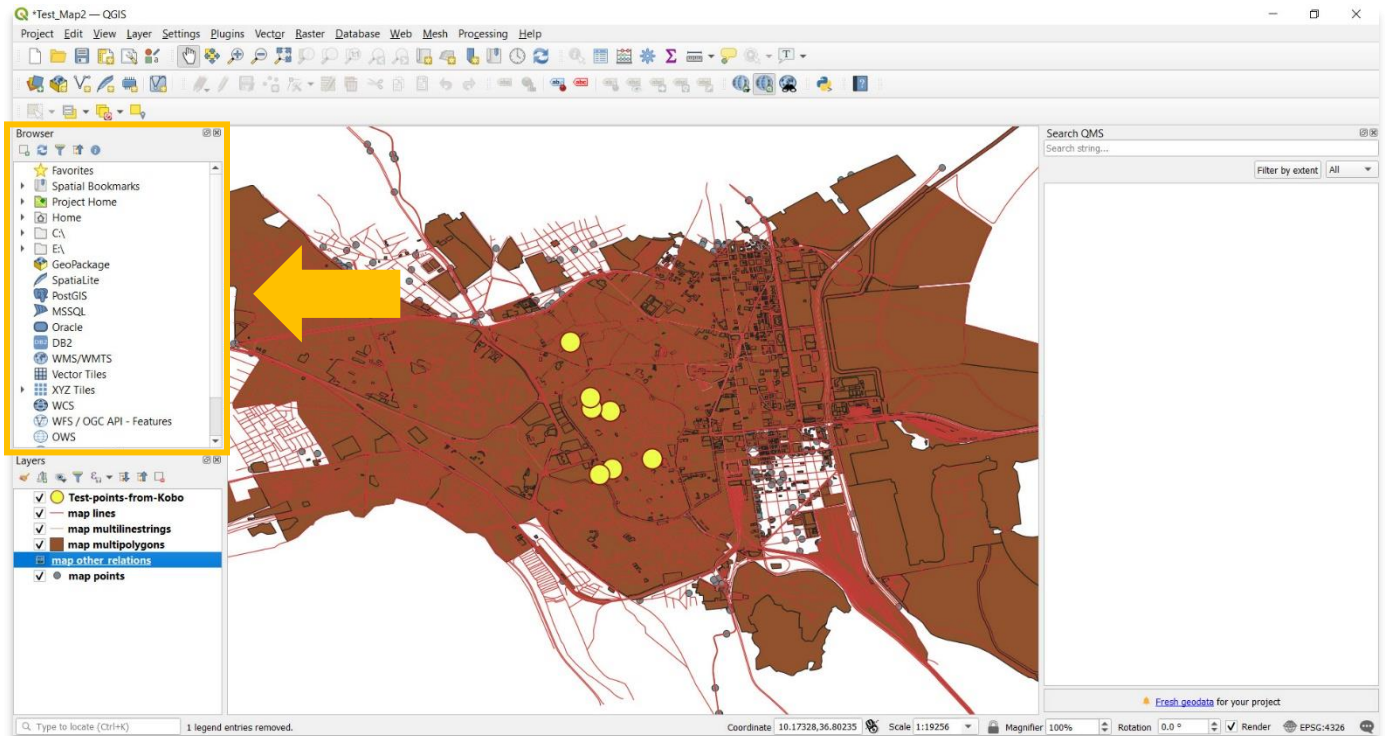 *Test_Map2 — QGIS
Project Edit View Layer Settings Plugins Vector Raster Database Web Mesh Processing Help
Browser
Favorites
Spatial Bookmarks
Project Home
Home
C:\
E:\
GeoPackage
SpatiaLite
PostGIS
MSSQL
Oracle
DB2
WMS/WMTS
Vector Tiles
XYZ Tiles
WCS
WFS / OGC API - Features
OWS
Layers
Test-points-from-Kobo
map lines
map multilinestrings
map multipolygons
map other relations
map points
Search QMS
Search string...
Filter by extent All
Fresh geodata for your project
Type to locate (Ctrl+K) 1 legend entries removed. Coordinate 10.17328,36.80235 Scale 1:19256 Magnifier 100% Rotation 0.0 ° Render EPSG:4326